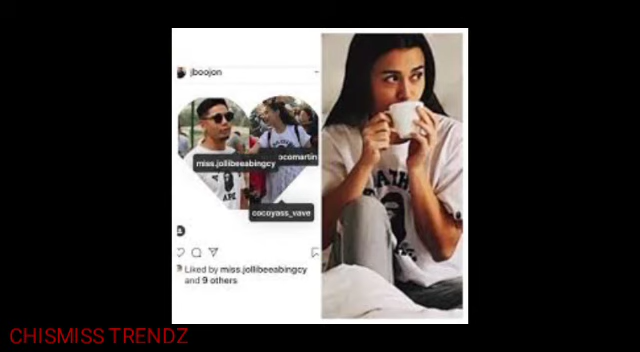 jboojon
ocomartin
miss.jollibeeabingcy
cocoyass_vave
Liked by miss.jollibeeabingcy
and 9 others
CHISMISS TRENDZ